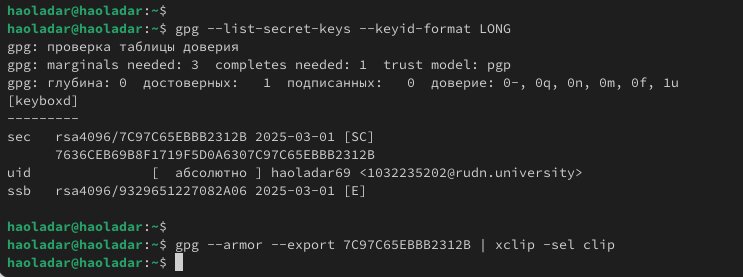 haoladar@haoladar:~$
haoladar@haoladar:~$ gpg --list-secret-keys --keyid-format LONG
gpg: проверка таблицы доверия
gpg: marginals needed: 3  completes needed: 1  trust model: pgp
gpg: глубина: 0  достоверных:   1  подписанных:   0  доверие: 0-, 0q, 0n, 0m, 0f, 1u
[keyboxd]
---------
sec   rsa4096/7C97C65EBBB2312B 2025-03-01 [SC]
      7636CEB69B8F1719F5D0A6307C97C65EBBB2312B
uid                 [  абсолютно ] haoladar69 <1032235202@rudn.university>
ssb   rsa4096/9329651227082A06 2025-03-01 [E]
haoladar@haoladar:~$
haoladar@haoladar:~$ gpg --armor --export 7C97C65EBBB2312B | xclip -sel clip
haoladar@haoladar:~$